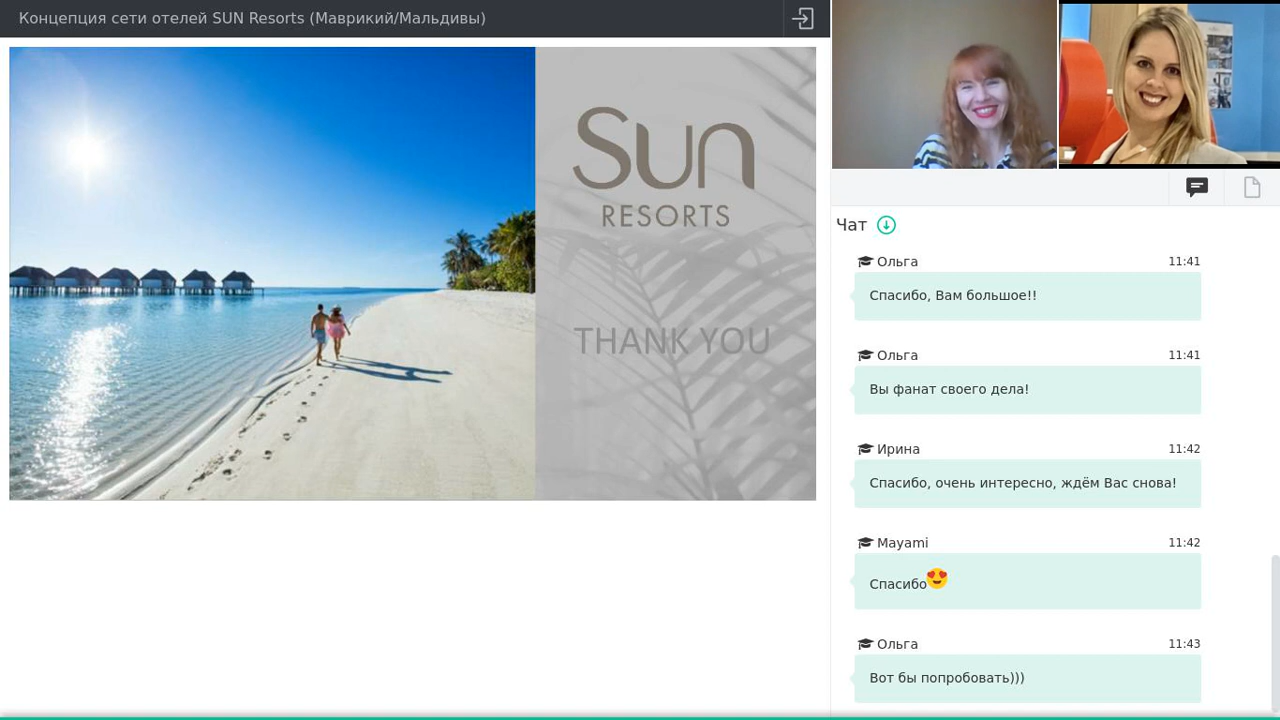 Концепция сети отелей SUN Resorts (Маврикий/Мальдивы)
Sun
RESORTS
THANK YOU
Чат
Ольга 11:41
Спасибо, Вам большое!!
Ольга 11:41
Вы фанат своего дела!
Ирина 11:42
Спасибо, очень интересно, ждём Вас снова!
Mayami 11:42
Спасибо😍
Ольга 11:43
Вот бы попробовать)))